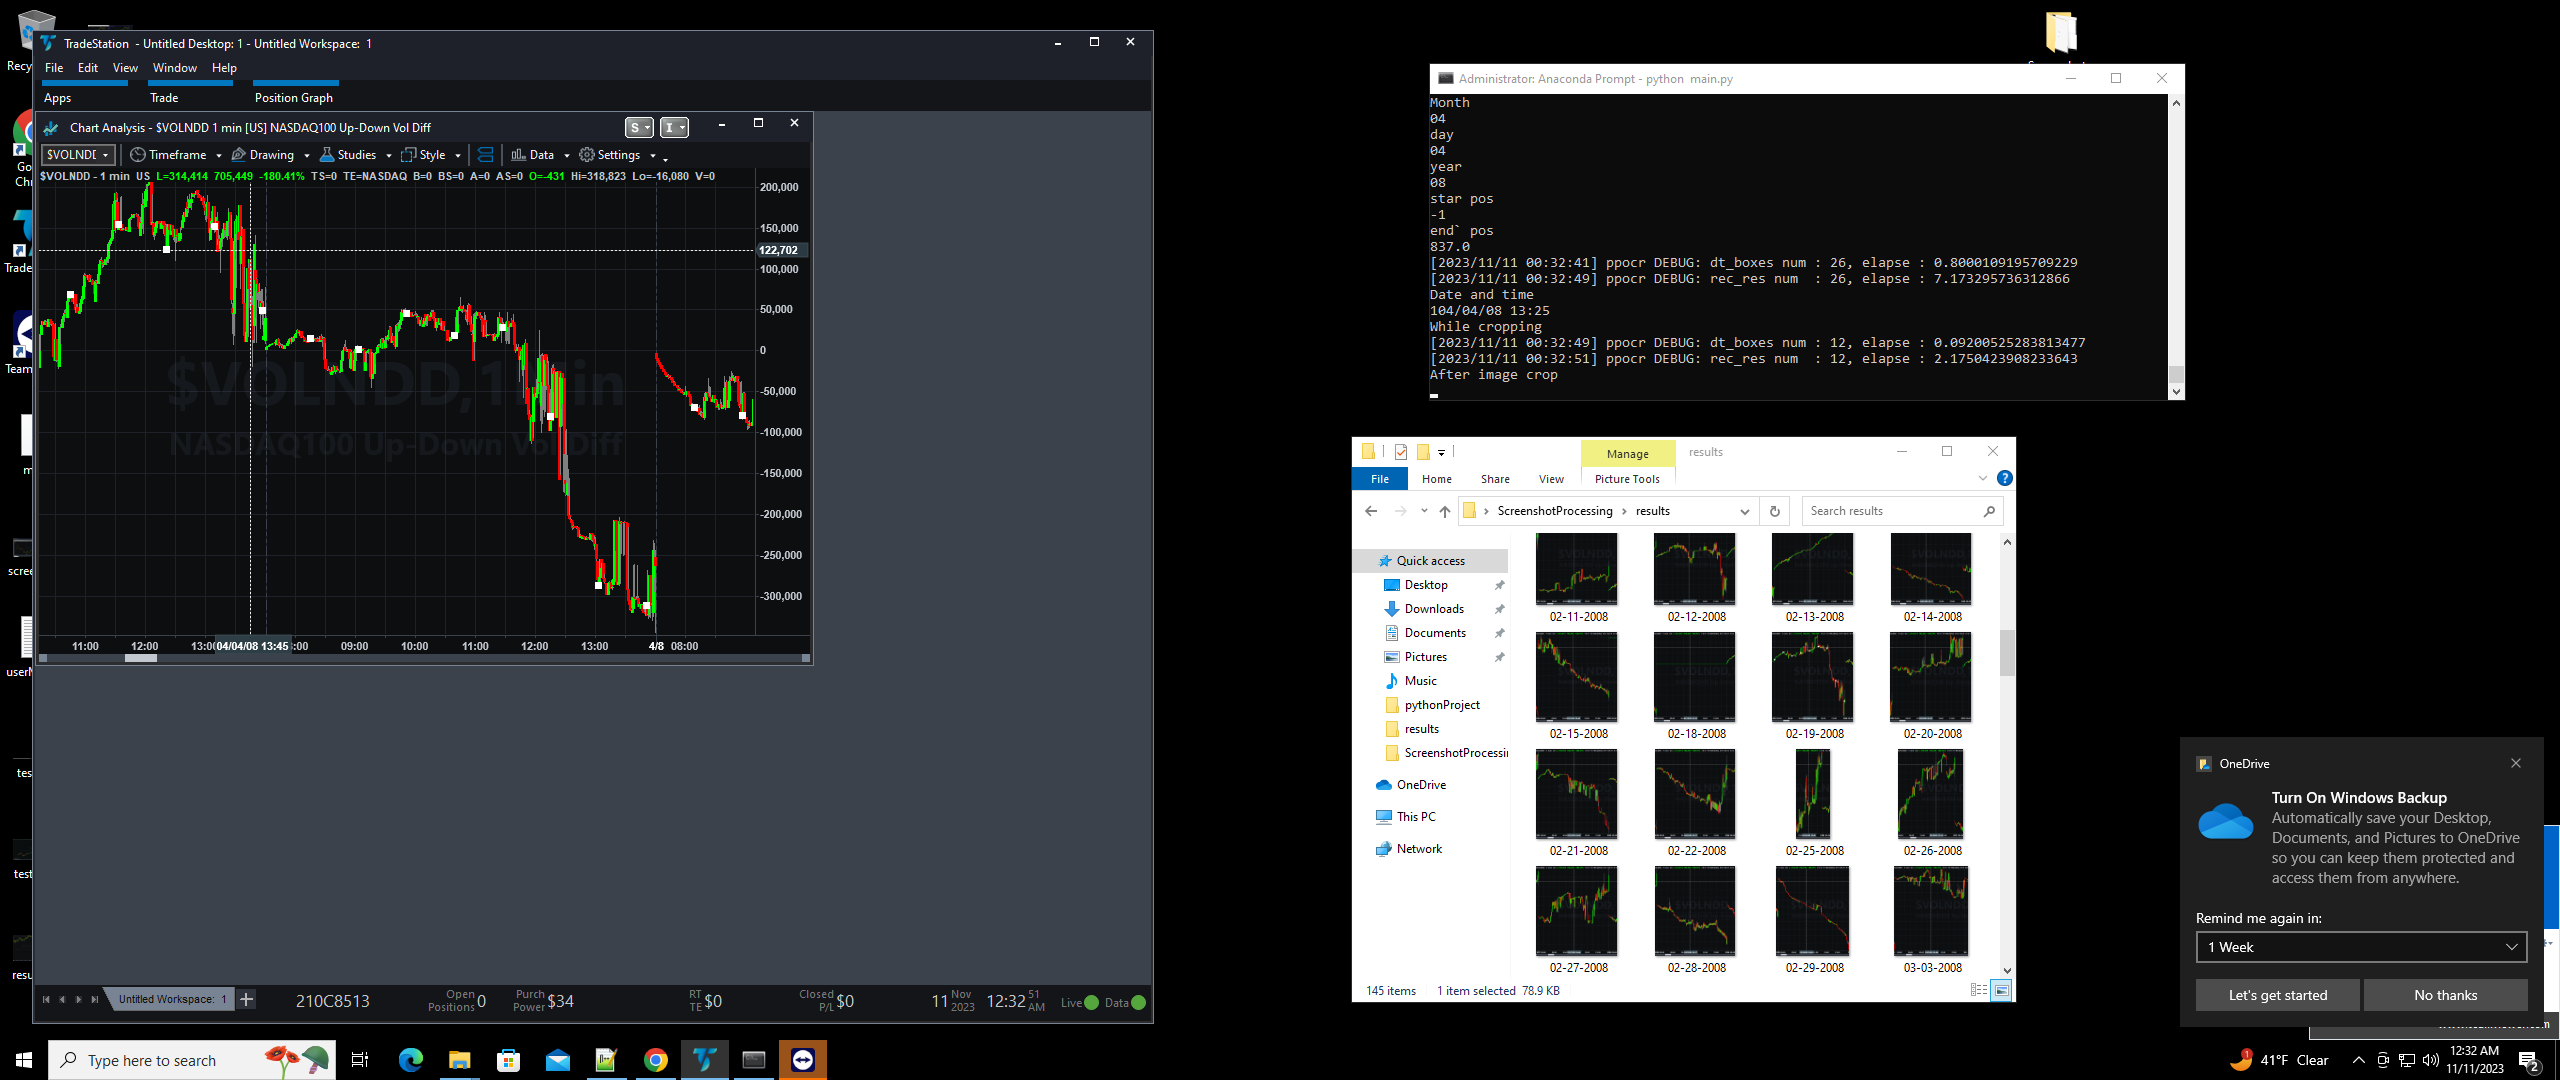 Recy
TradeStation - Untitled Desktop: 1 - Untitled Workspace: 1
File Edit View Window Help
Apps Trade Position Graph
Chart Analysis - $VOLNDD 1 min [US] NASDAQ100 Up-Down Vol Diff
S I
$VOLNDD Timeframe Drawing Studies Style Data Settings
$VOLNDD - 1 min US L=314,414 705,449 -180.41% TS=0 TE=NASDAQ B=0 BS=0 A=0 AS=0 O=-431 Hi=318,823 Lo=-16,080 V=0
200,000
150,000
122,702
100,000
50,000
0
-50,000
-100,000
-150,000
-200,000
-250,000
-300,000
$VOLNDD,1 min
NASDAQ100 Up-Down Vol Diff
11:00 12:00 13:0 04/04/08 13:45 :00 09:00 10:00 11:00 12:00 13:00 4/8 08:00
Go
Chr
Trade
Team
m
scree
userN
tes
test
resu
Untitled Workspace: 1 210C8513 Open Positions 0 Purch Power $34 RT TE $0 Closed P/L $0 11 Nov 2023 12:32 51 AM Live Data
Administrator: Anaconda Prompt - python main.py
Month
04
day
04
year
08
star pos
-1
end` pos
837.0
[2023/11/11 00:32:41] ppocr DEBUG: dt_boxes num : 26, elapse : 0.8000109195709229
[2023/11/11 00:32:49] ppocr DEBUG: rec_res num : 26, elapse : 7.173295736312866
Date and time
104/04/08 13:25
While cropping
[2023/11/11 00:32:49] ppocr DEBUG: dt_boxes num : 12, elapse : 0.09200525283813477
[2023/11/11 00:32:51] ppocr DEBUG: rec_res num : 12, elapse : 2.1750423908233643
After image crop
Manage results
File Home Share View Picture Tools
ScreenshotProcessing results Search results
Quick access
Desktop
Downloads
Documents
Pictures
Music
pythonProject
results
ScreenshotProcessin
OneDrive
This PC
Network
02-11-2008 02-12-2008 02-13-2008 02-14-2008
02-15-2008 02-18-2008 02-19-2008 02-20-2008
02-21-2008 02-22-2008 02-25-2008 02-26-2008
02-27-2008 02-28-2008 02-29-2008 03-03-2008
145 items 1 item selected 78.9 KB
OneDrive
Turn On Windows Backup
Automatically save your Desktop,
Documents, and Pictures to OneDrive
so you can keep them protected and
access them from anywhere.
Remind me again in:
1 Week
Let's get started No thanks
Type here to search
1 41°F Clear 12:32 AM
11/11/2023 2